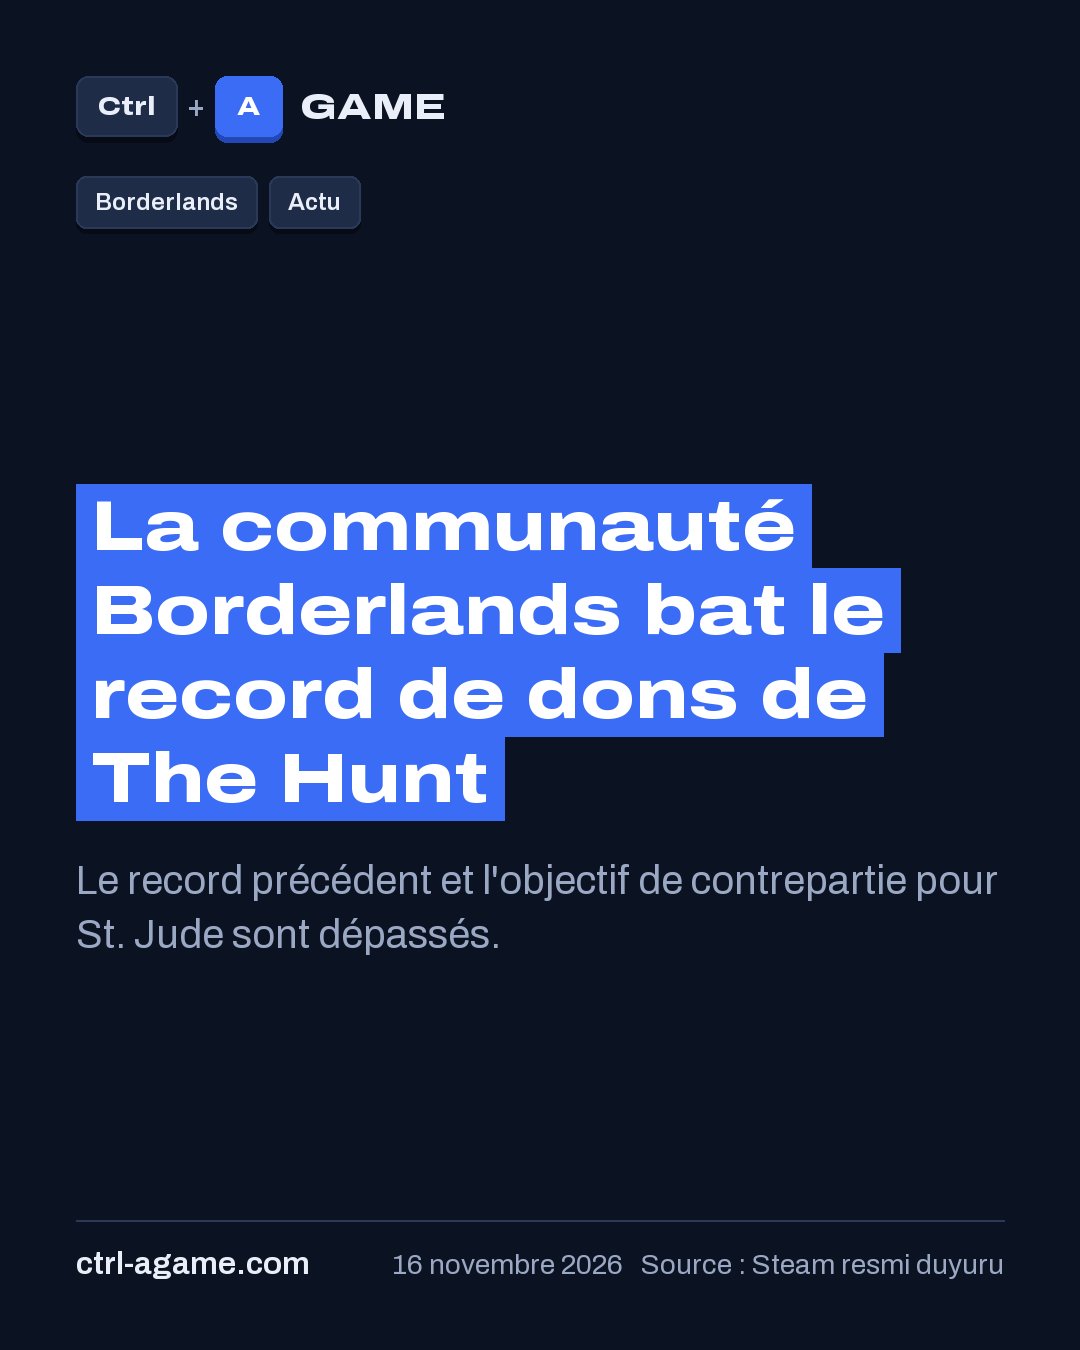 Ctrl + A GAME
Borderlands Actu
La communauté
Borderlands bat le
record de dons de
The Hunt
Le record précédent et l'objectif de contrepartie pour
St. Jude sont dépassés.
ctrl-agame.com 16 novembre 2026 Source : Steam resmi duyuru